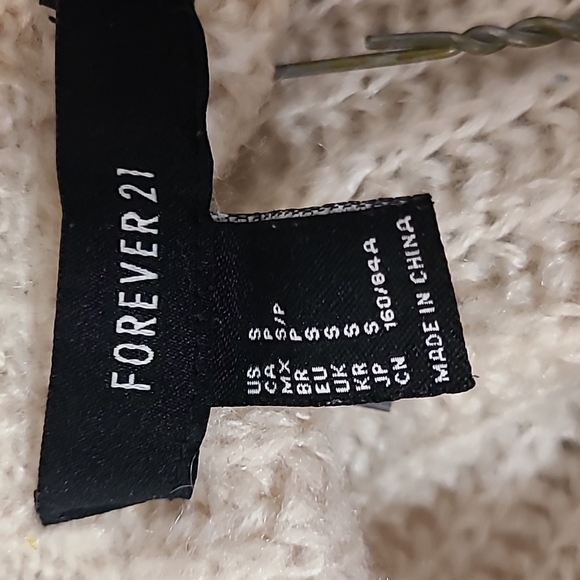 FOREVER 21
US S
CA P
MX S/P
BR P
EU S
UK S
KR S
JP S
CN 160/84A
MADE IN CHINA